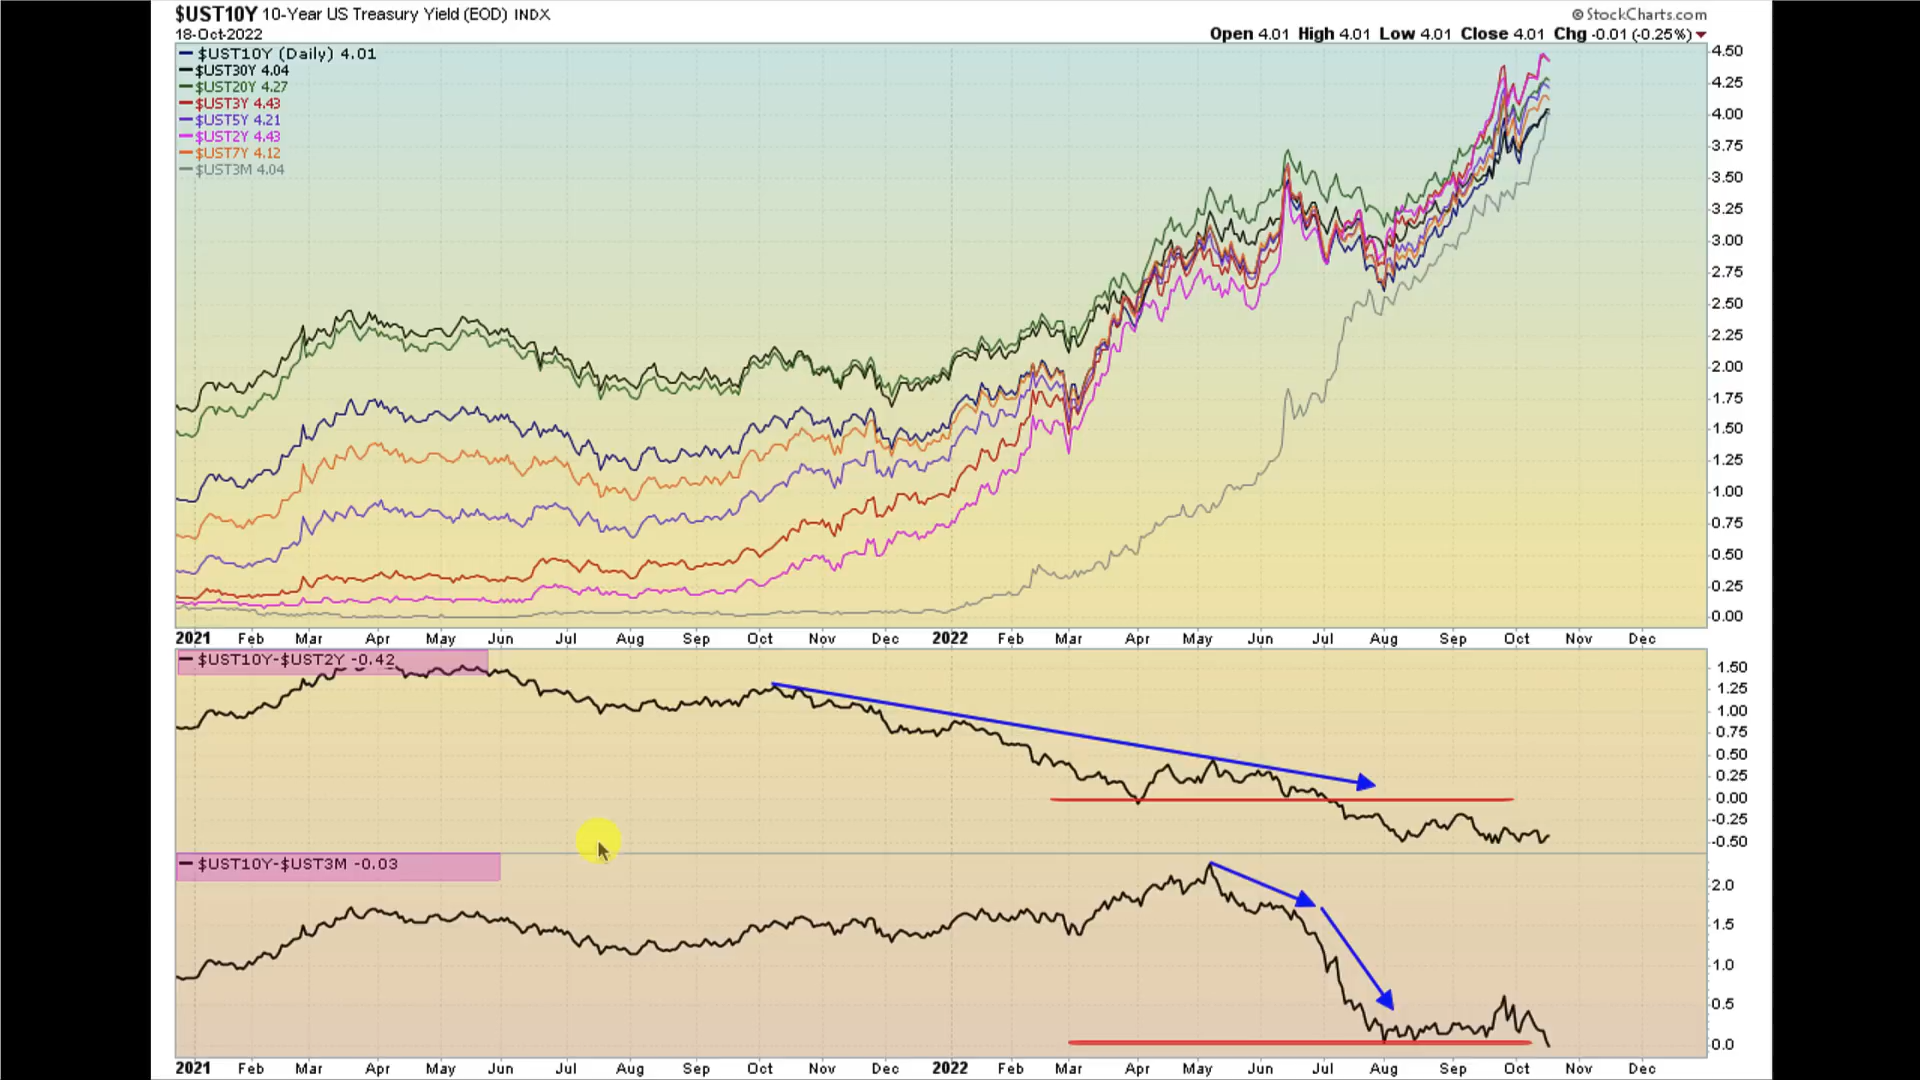 $UST10Y 10-Year US Treasury Yield (EOD) INDX
© StockCharts.com
18-Oct-2022
Open 4.01 High 4.01 Low 4.01 Close 4.01 Chg -0.01 (-0.25%)
$UST10Y (Daily) 4.01
$UST30Y 4.04
$UST20Y 4.27
$UST3Y 4.43
$UST5Y 4.21
$UST2Y 4.43
$UST7Y 4.12
$UST3M 4.04
4.50
4.25
4.00
3.75
3.50
3.25
3.00
2.75
2.50
2.25
2.00
1.75
1.50
1.25
1.00
0.75
0.50
0.25
0.00
2021 Feb Mar Apr May Jun Jul Aug Sep Oct Nov Dec 2022 Feb Mar Apr May Jun Jul Aug Sep Oct Nov Dec
$UST10Y-$UST2Y -0.42
1.50
1.25
1.00
0.75
0.50
0.25
0.00
-0.25
-0.50
$UST10Y-$UST3M -0.03
2.0
1.5
1.0
0.5
0.0
2021 Feb Mar Apr May Jun Jul Aug Sep Oct Nov Dec 2022 Feb Mar Apr May Jun Jul Aug Sep Oct Nov Dec